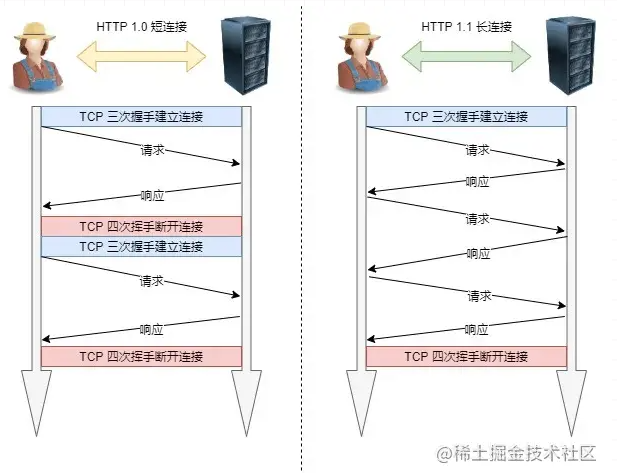 HTTP 1.0 短连接
TCP 三次握手建立连接
请求
响应
TCP 四次挥手断开连接
TCP 三次握手建立连接
请求
响应
TCP 四次挥手断开连接
HTTP 1.1 长连接
TCP 三次握手建立连接
请求
响应
请求
响应
请求
响应
TCP 四次挥手断开连接
@稀土掘金技术社区